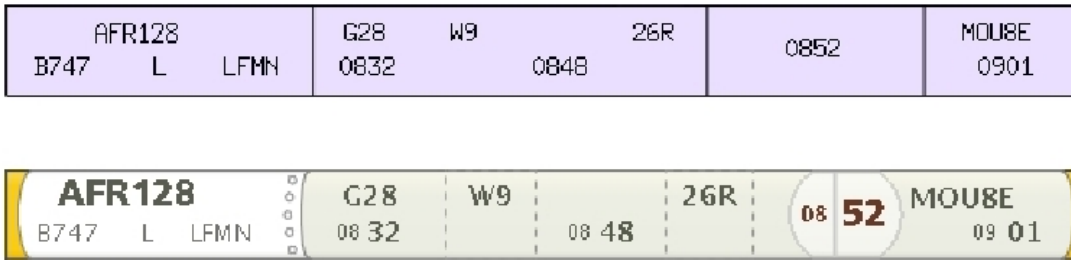 AFR128 G28 W9 26R 0852 MOU8E
B747 L LFMN 0832 0848 0901
AFR128 G28 W9 26R 08 52 MOU8E
B747 L LFMN 08 32 08 48 09 01